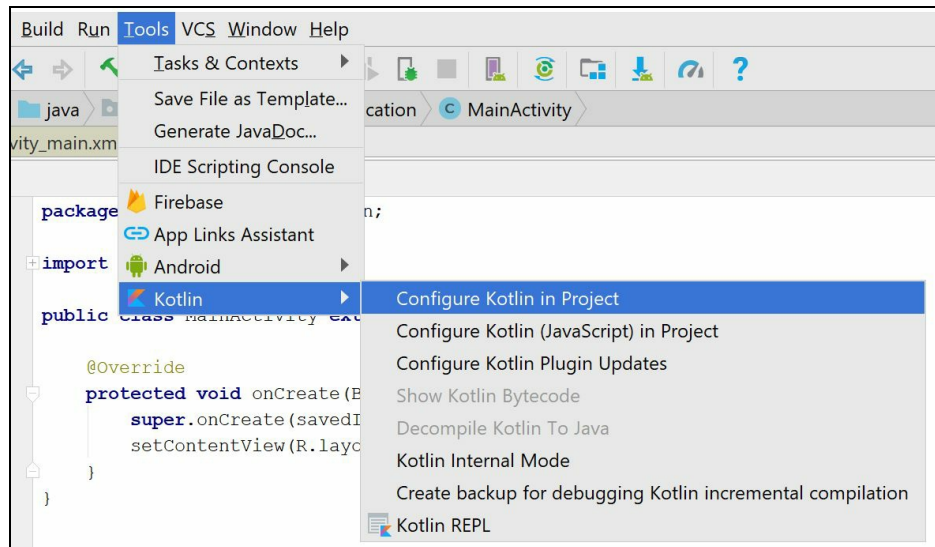 Build Run Tools VCS Window Help
Tasks & Contexts
java cation C MainActivity
Save File as Template...
Generate JavaDoc...
vity_main.xm
IDE Scripting Console
Firebase
package n;
App Links Assistant
import
Android
Kotlin
Configure Kotlin in Project
public class MainActivity ext
Configure Kotlin (JavaScript) in Project
@Override
Configure Kotlin Plugin Updates
protected void onCreate(B
Show Kotlin Bytecode
super.onCreate(savedI
Decompile Kotlin To Java
setContentView(R.layo
Kotlin Internal Mode
}
Create backup for debugging Kotlin incremental compilation
}
Kotlin REPL